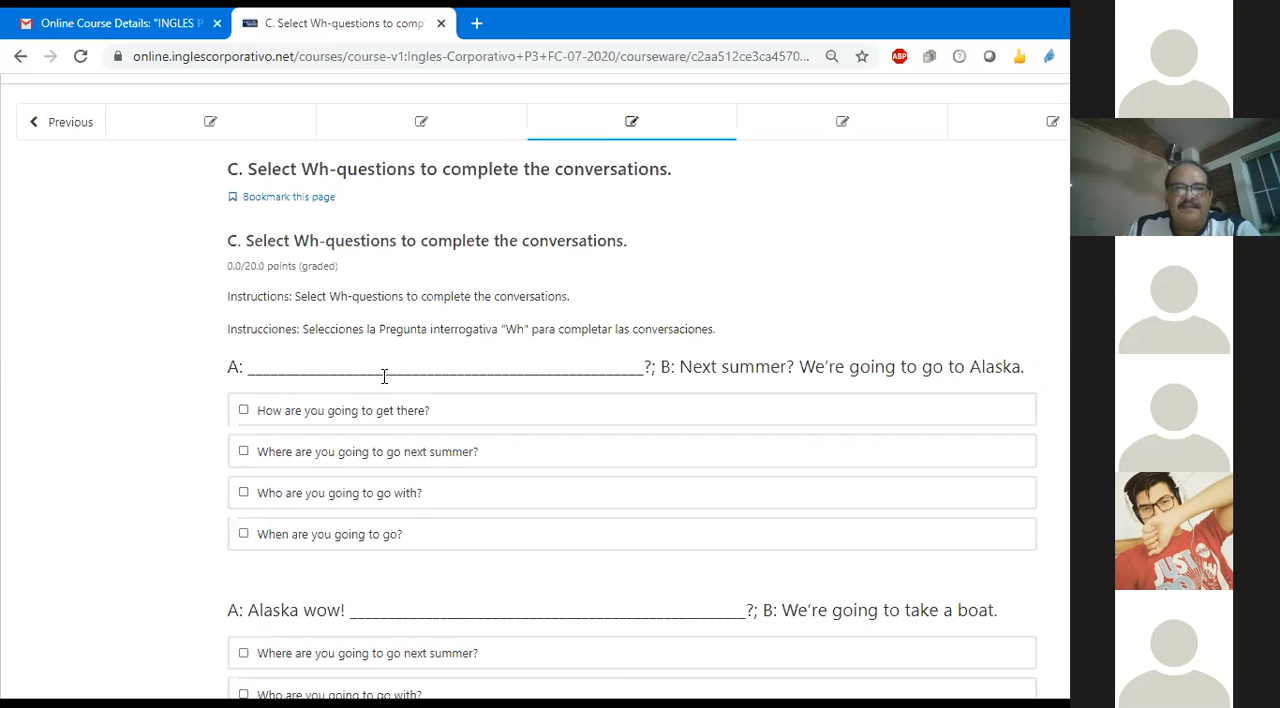 Online Course Details: "INGLES P
C. Select Wh-questions to comp
online.inglescorporativo.net/courses/course-v1:Ingles-Corporativo+P3+FC-07-2020/courseware/c2aa512ce3ca4570...
ABP
Previous
C. Select Wh-questions to complete the conversations.
Bookmark this page
C. Select Wh-questions to complete the conversations.
0.0/20.0 points (graded)
Instructions: Select Wh-questions to complete the conversations.
Instrucciones: Selecciones la Pregunta interrogativa "Wh" para completar las conversaciones.
A: ____________________________________________?; B: Next summer? We're going to go to Alaska.
How are you going to get there?
Where are you going to go next summer?
Who are you going to go with?
When are you going to go?
A: Alaska wow! ____________________________________________?; B: We're going to take a boat.
Where are you going to go next summer?
Who are you going to go with?
JUST DO